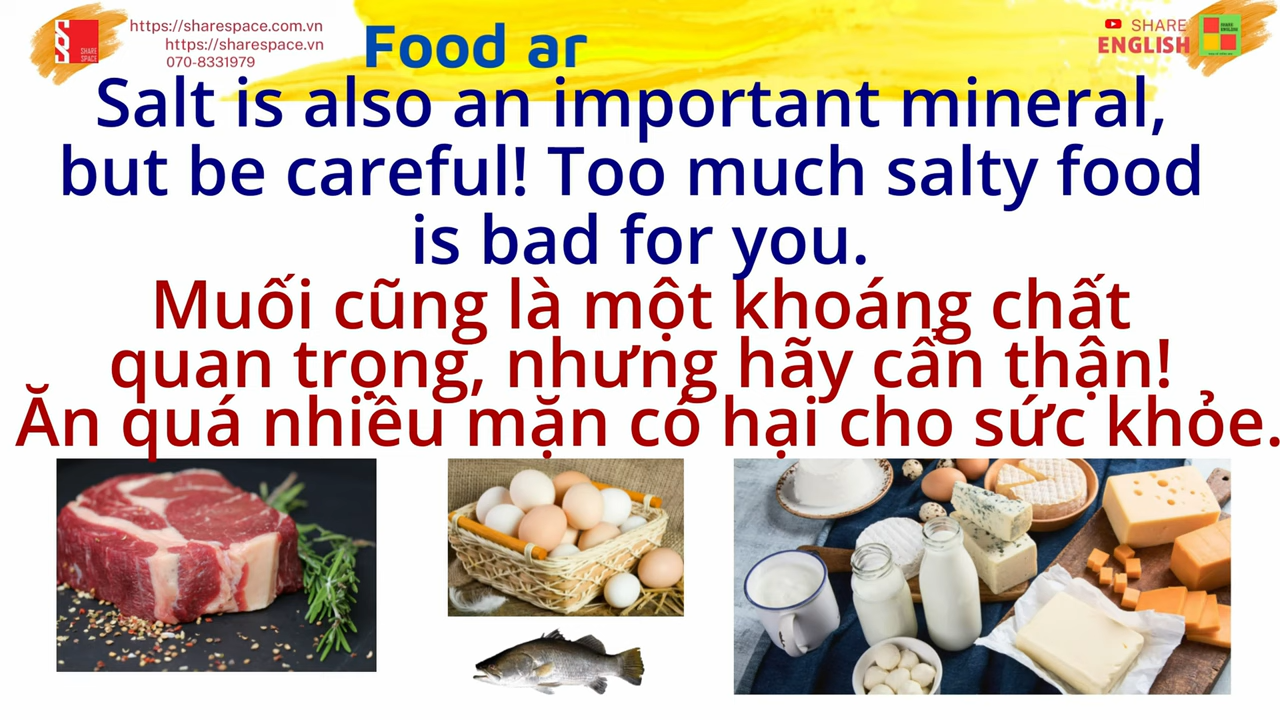 https://sharespace.com.vn
https://sharespace.vn
070-8331979
SHARE
SPACE
Food ar
SHARE
ENGLISH
Salt is also an important mineral,
but be careful! Too much salty food
is bad for you.
Muối cũng là một khoáng chất
quan trọng, nhưng hãy cẩn thận!
Ăn quá nhiều mặn có hại cho sức khỏe.